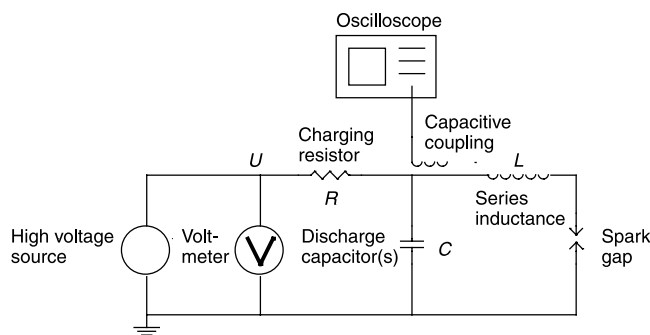 Oscilloscope
Charging
resistor
Capacitive
coupling
U
R
L
Series
inductance
High voltage
source
Volt-
meter
V
Discharge
capacitor(s)
C
Spark
gap